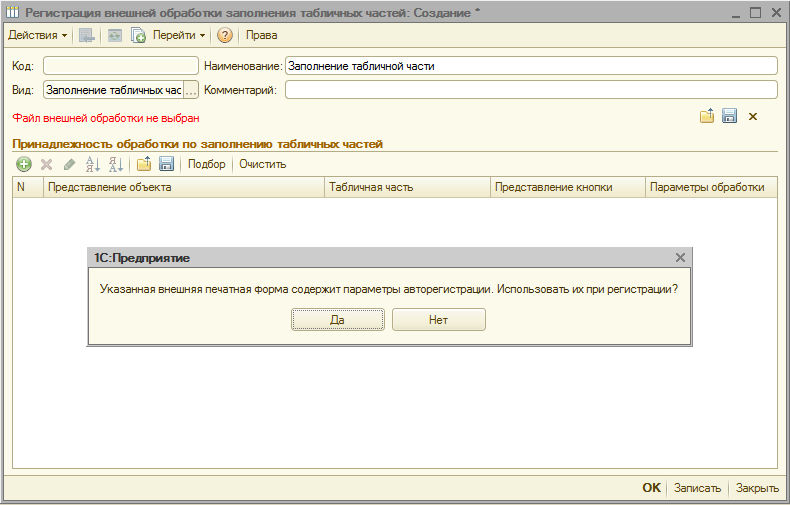 Регистрация внешней обработки заполнения табличных частей: Создание *
Действия Перейти ? Права
Код: Наименование: Заполнение табличной части
Вид: Заполнение табличных час ... Комментарий:
Файл внешней обработки не выбран
Принадлежность обработки по заполнению табличных частей
Подбор Очистить
N Представление объекта Табличная часть Представление кнопки Параметры обработки
1С:Предприятие
Указанная внешняя печатная форма содержит параметры авторегистрации. Использовать их при регистрации?
Да Нет
OK Записать Закрыть